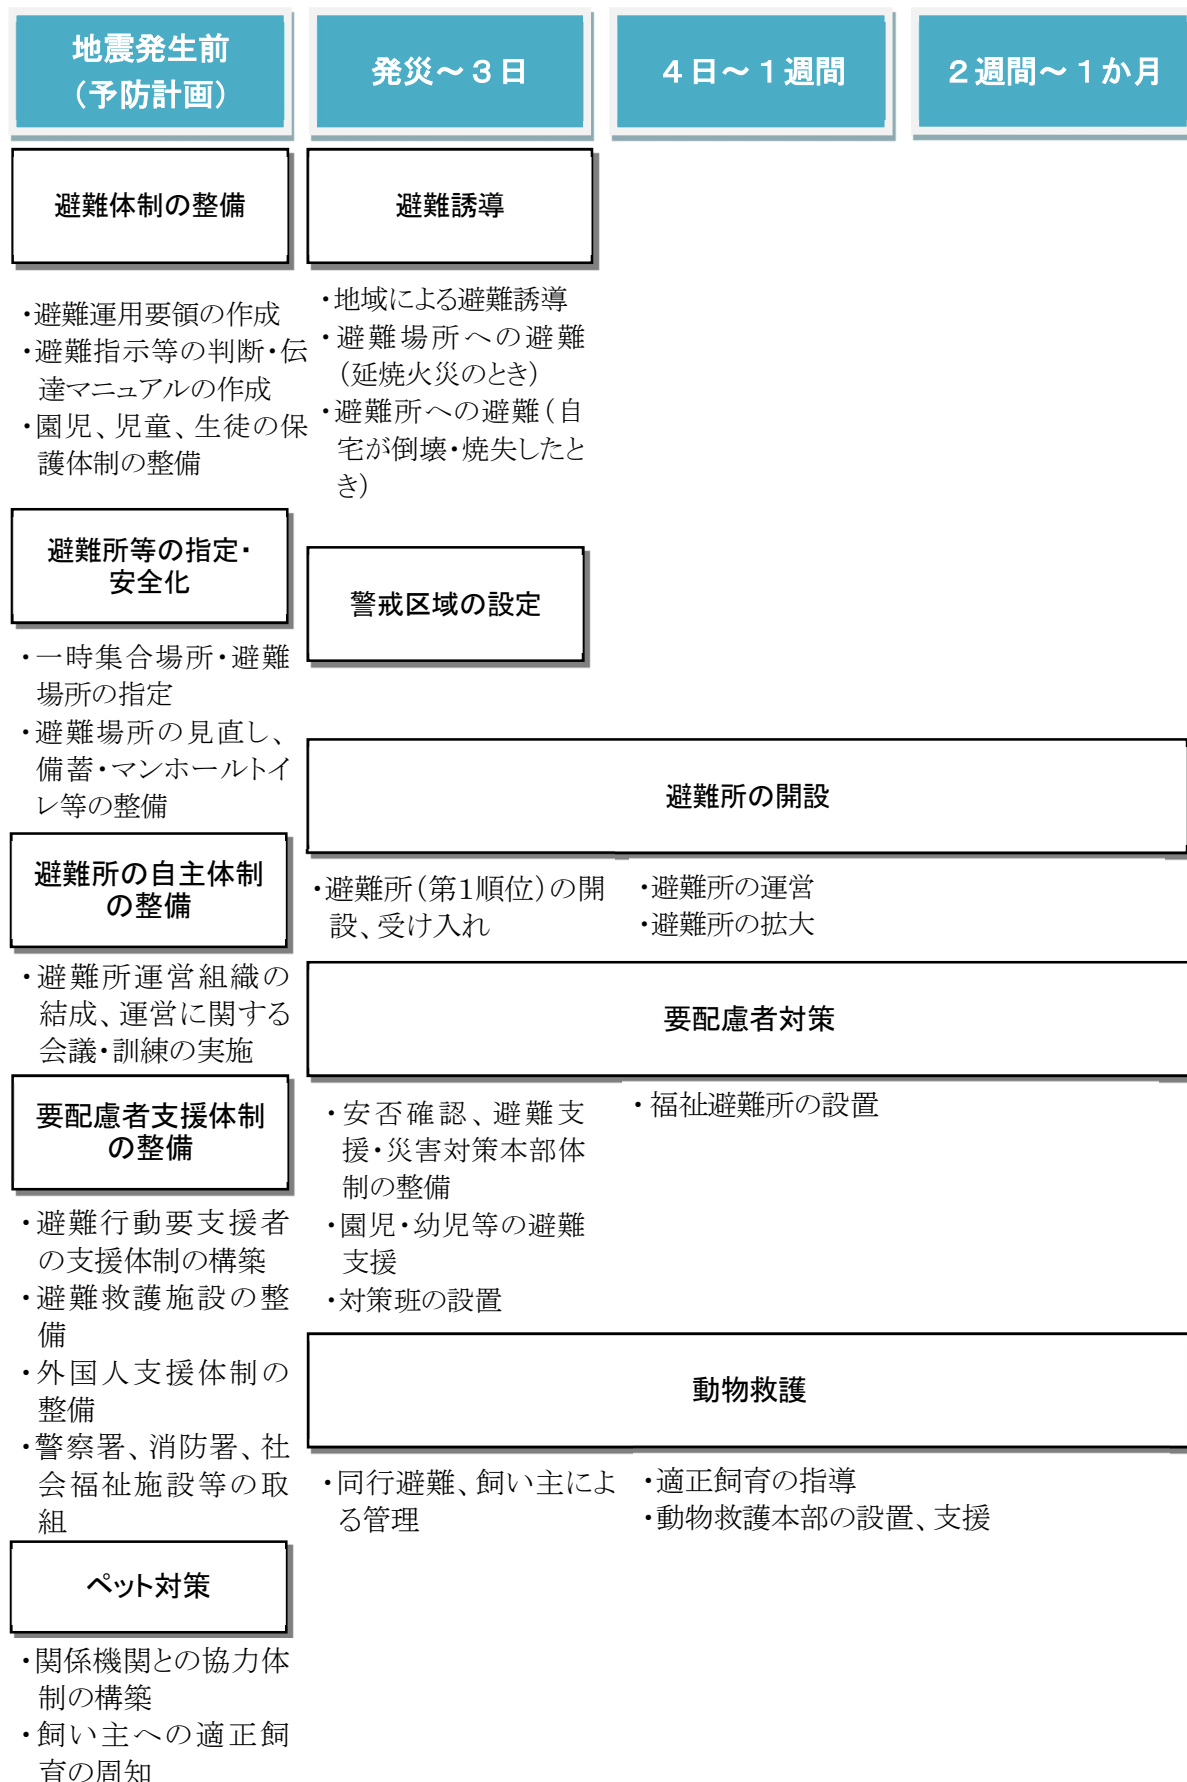 地震発生前
（予防計画）
発災～３日
４日～１週間
２週間～１か月
避難体制の整備
・避難運用要領の作成
・避難指示等の判断・伝
達マニュアルの作成
・園児、児童、生徒の保
護体制の整備
避難所等の指定・
安全化
・一時集合場所・避難
場所の指定
・避難場所の見直し、
備蓄・マンホールトイ
レ等の整備
避難所の自主体制
の整備
・避難所運営組織の
結成、運営に関する
会議・訓練の実施
要配慮者支援体制
の整備
・避難行動要支援者
の支援体制の構築
・避難救護施設の整
備
・外国人支援体制の
整備
・警察署、消防署、社
会福祉施設等の取
組
ペット対策
・関係機関との協力体
制の構築
・飼い主への適正飼
育の周知
避難誘導
・地域による避難誘導
・避難場所への避難
（延焼火災のとき）
・避難所への避難（自
宅が倒壊・焼失したと
き）
警戒区域の設定
避難所の開設
・避難所（第1順位）の開
設、受け入れ
・避難所の運営
・避難所の拡大
要配慮者対策
・安否確認、避難支
援・災害対策本部体
制の整備
・園児・幼児等の避難
支援
・対策班の設置
・福祉避難所の設置
動物救護
・同行避難、飼い主によ
る管理
・適正飼育の指導
・動物救護本部の設置、支援